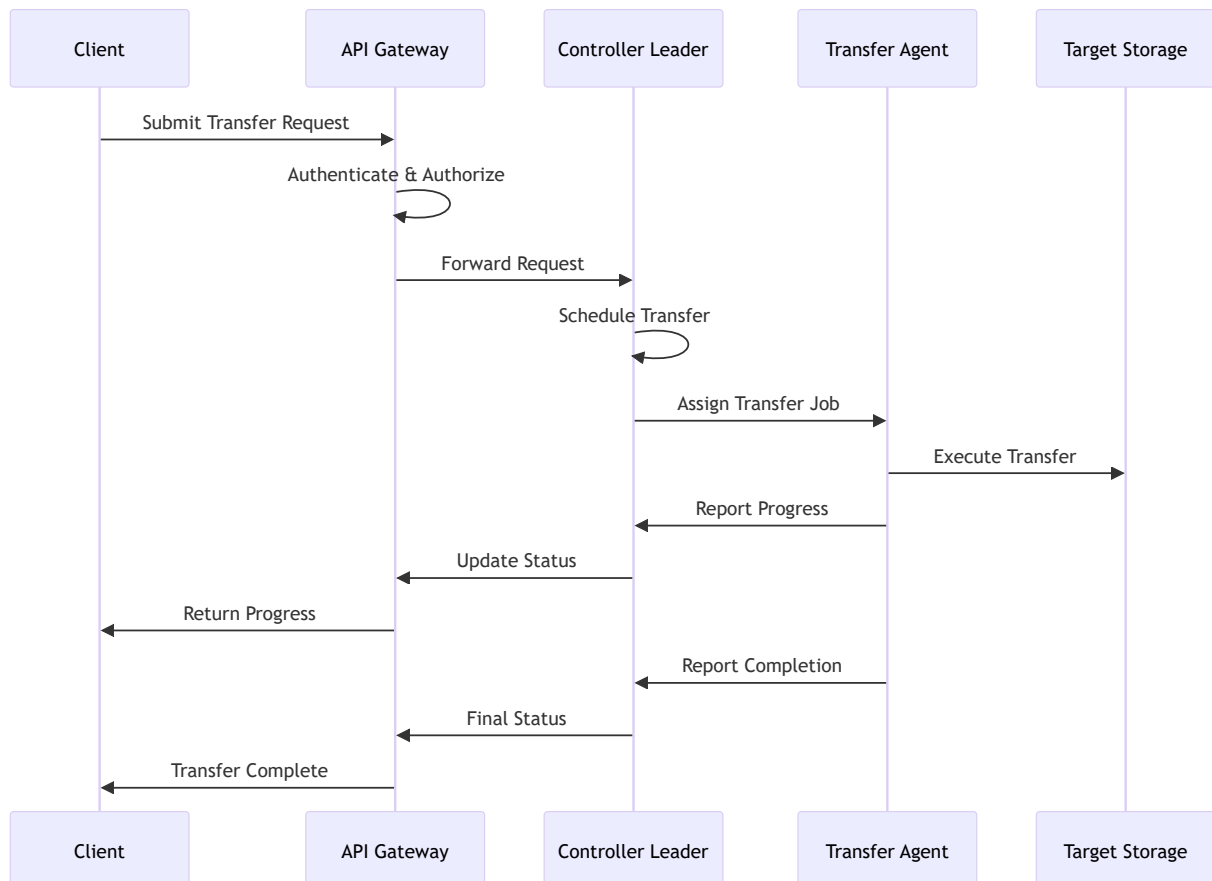 Client
API Gateway
Controller Leader
Transfer Agent
Target Storage
Submit Transfer Request
Authenticate & Authorize
Forward Request
Schedule Transfer
Assign Transfer Job
Execute Transfer
Report Progress
Update Status
Return Progress
Report Completion
Final Status
Transfer Complete
Client
API Gateway
Controller Leader
Transfer Agent
Target Storage